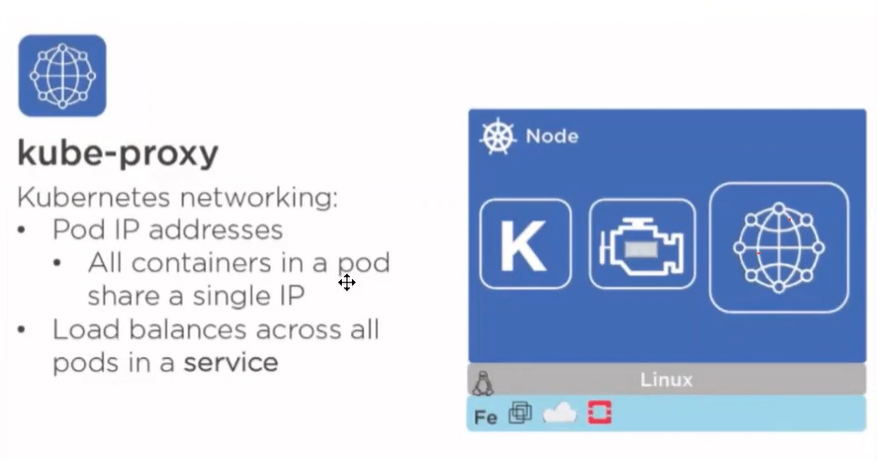 kube-proxy
Kubernetes networking:
• Pod IP addresses
• All containers in a pod
share a single IP
• Load balances across all
pods in a service
Node
K
Linux
Fe